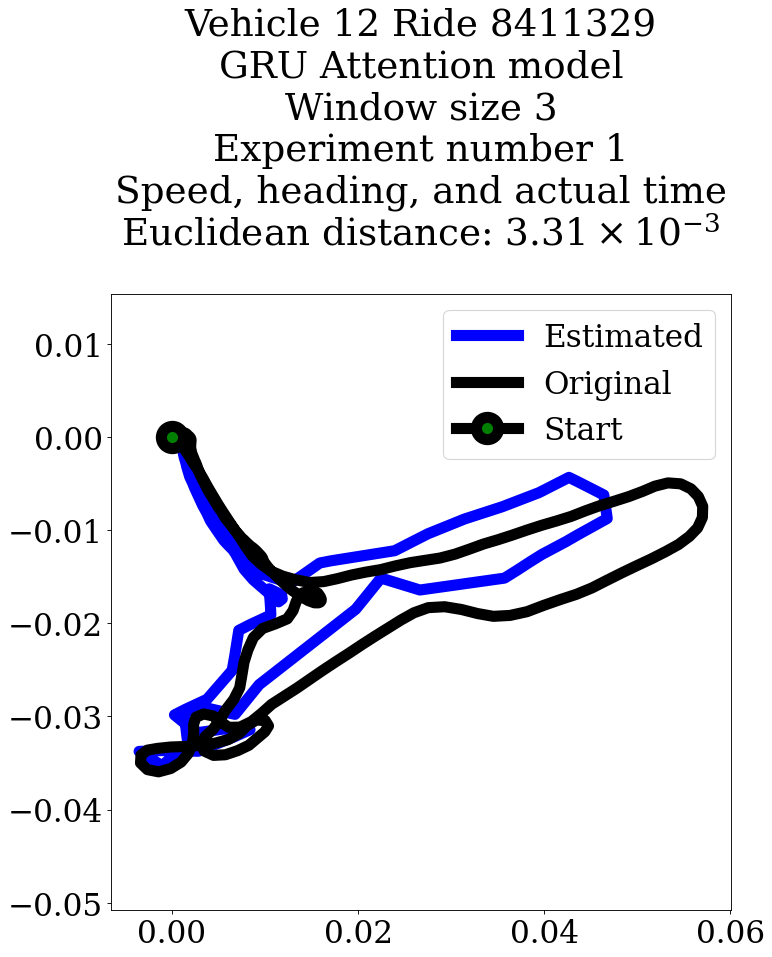 Vehicle 12 Ride 8411329
GRU Attention model
Window size 3
Experiment number 1
Speed, heading, and actual time
Euclidean distance: 3.31 × 10⁻³
Estimated
Original
Start
0.01
0.00
−0.01
−0.02
−0.03
−0.04
−0.05
0.00 0.02 0.04 0.06